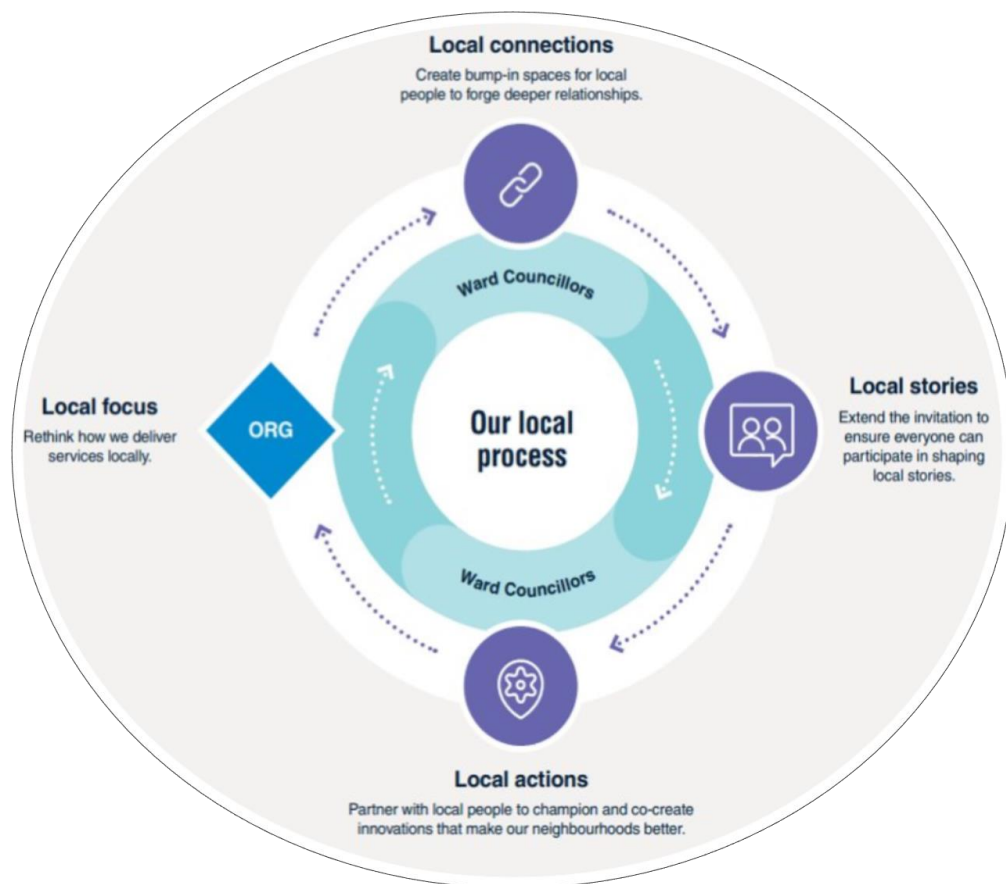 Local connections
Create bump-in spaces for local
people to forge deeper relationships.
Ward Councillors
Local focus
Rethink how we deliver
services locally.
ORG
Our local
process
Local stories
Extend the invitation to
ensure everyone can
participate in shaping
local stories.
Ward Councillors
Local actions
Partner with local people to champion and co-create
innovations that make our neighbourhoods better.